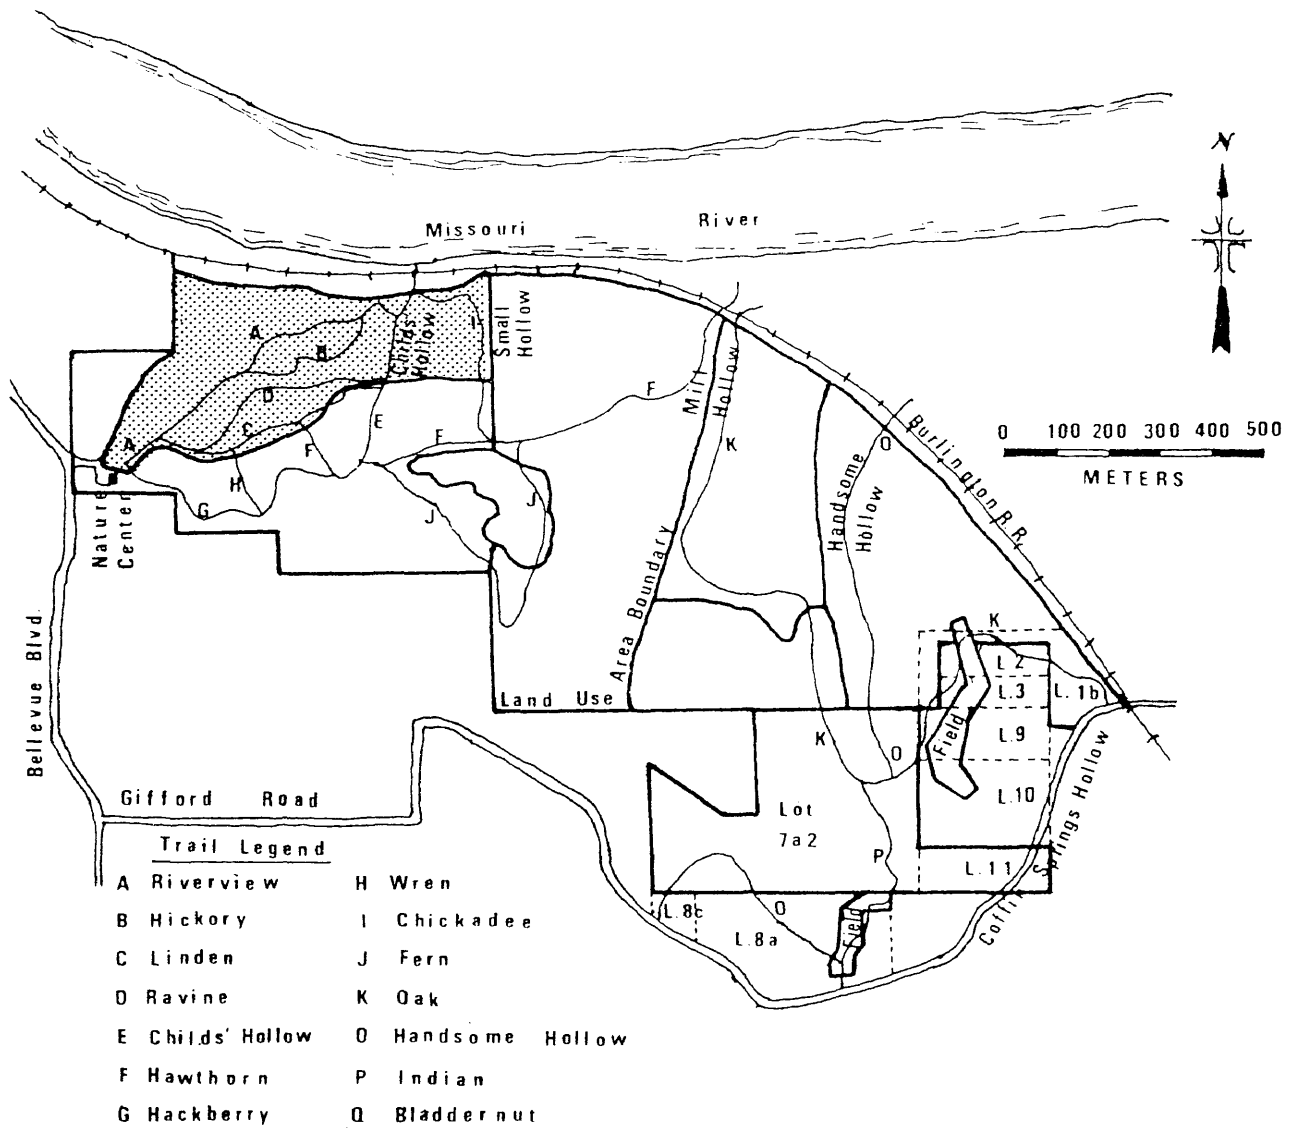 N
Missouri River
A
B
I
Childs'
Hollow
Small
Hollow
D
C
A
E
F
F
F
H
G
J
J
Nature
Center
Mill
Hollow
K
Handsome
Hollow
O
Burlington R.R.
0 100 200 300 400 500
METERS
Area Boundary
Land Use
K
L.2
L.3
L.1b
L.9
L.10
L.11
Field
K
O
Lot
7a2
P
O
L.8c
L.8a
Field
Coffin Springs Hollow
Bellevue Blvd.
Gifford Road
Trail Legend
A Riverview
B Hickory
C Linden
D Ravine
E Childs' Hollow
F Hawthorn
G Hackberry
H Wren
I Chickadee
J Fern
K Oak
O Handsome Hollow
P Indian
Q Bladdernut